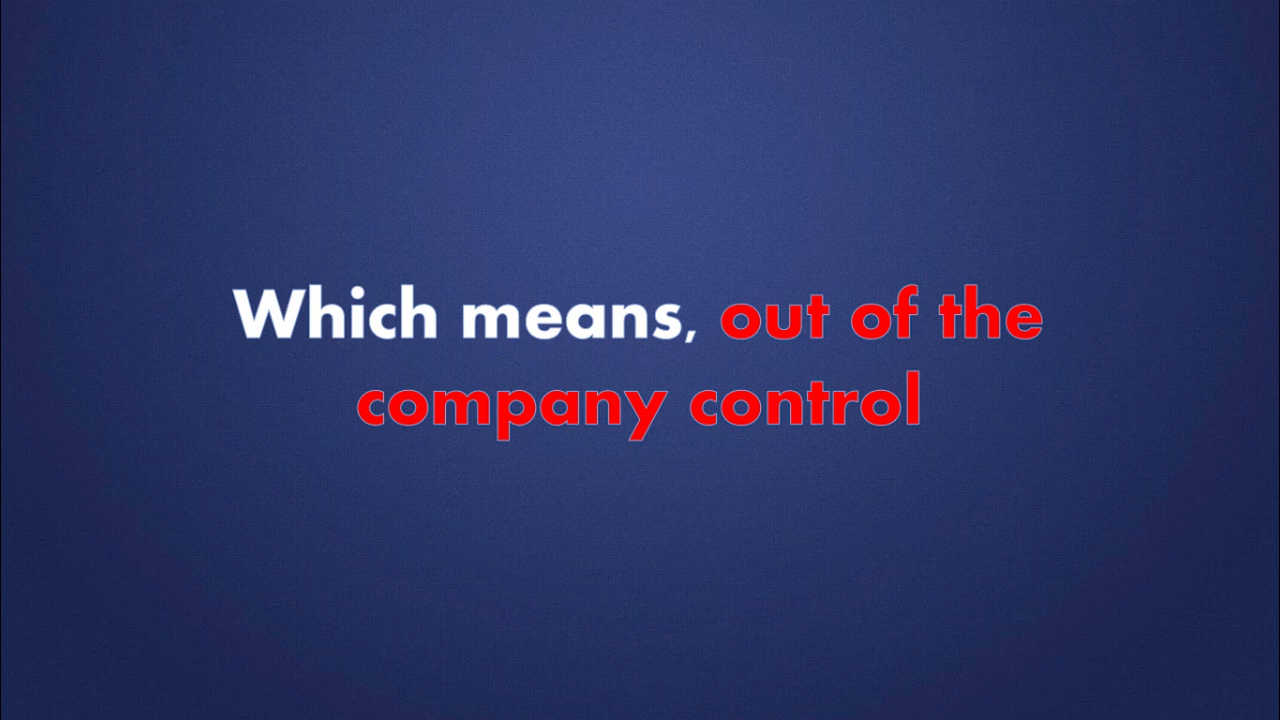 Which means, out of the
company control